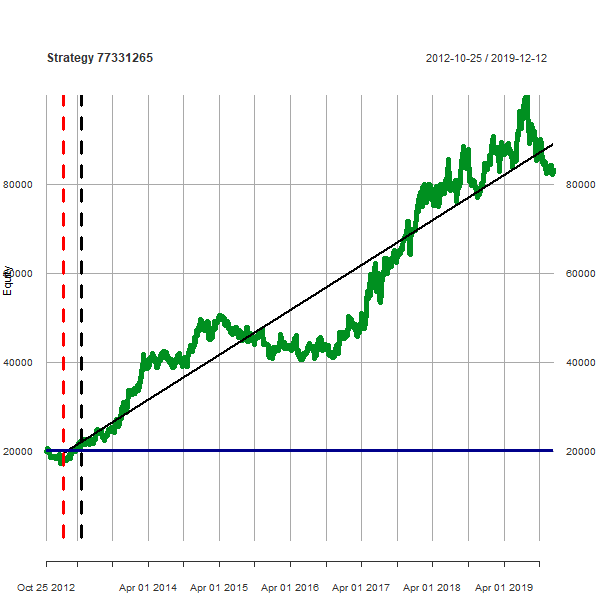 Strategy 77331265
2012-10-25 / 2019-12-12
Equity
80000
80000
60000
60000
40000
40000
20000
20000
Oct 25 2012
Apr 01 2014
Apr 01 2015
Apr 01 2016
Apr 01 2017
Apr 01 2018
Apr 01 2019